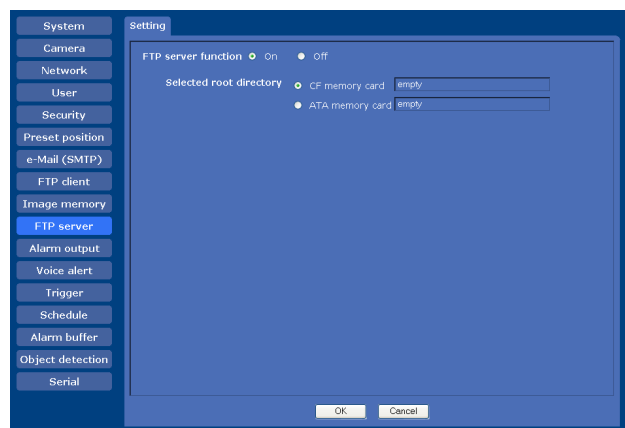 System
Camera
Network
User
Security
Preset position
e-Mail (SMTP)
FTP client
Image memory
FTP server
Alarm output
Voice alert
Trigger
Schedule
Alarm buffer
Object detection
Serial
Setting
FTP server function On Off
Selected root directory CF memory card empty
ATA memory card empty
OK Cancel